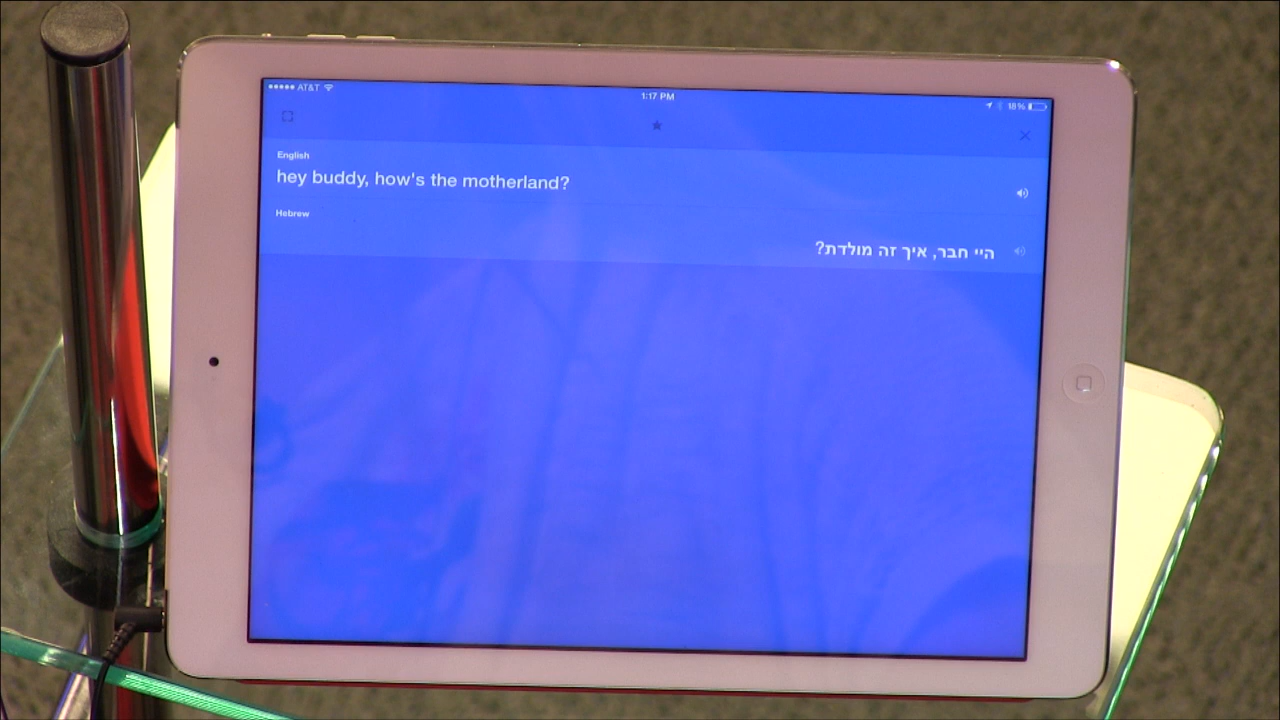 AT&T
1:17 PM
18%
English
hey buddy, how's the motherland?
Hebrew
היי חבר, איך זה מולדת?